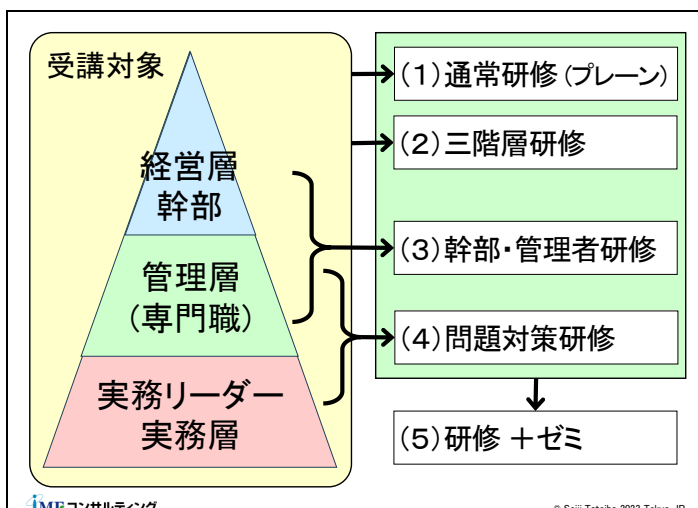 受講対象
経営層
幹部
管理層
(専門職)
実務リーダー
実務層
(1)通常研修(プレーン)
(2)三階層研修
(3)幹部・管理者研修
(4)問題対策研修
(5)研修 +ゼミ
コンサルティング